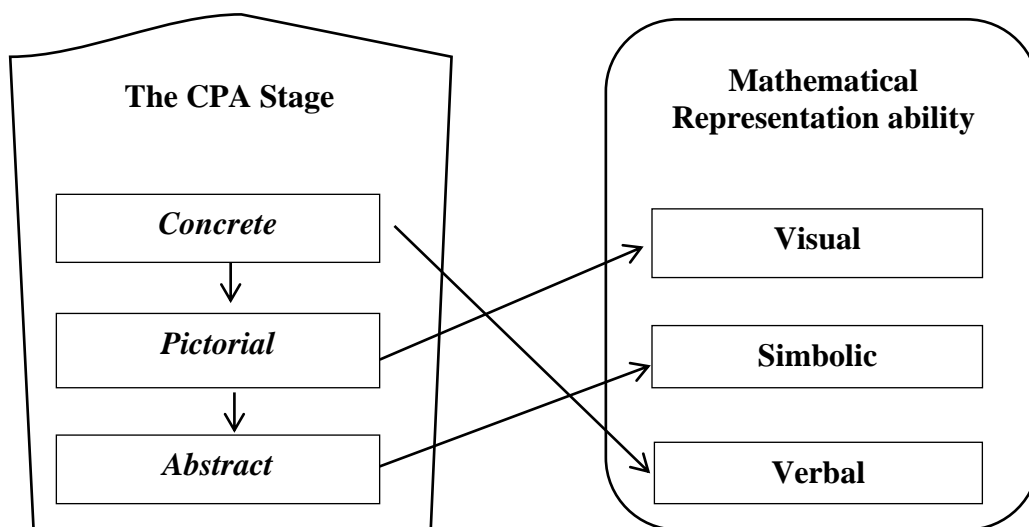 The CPA Stage
Concrete
Pictorial
Abstract
Mathematical
Representation ability
Visual
Simbolic
Verbal